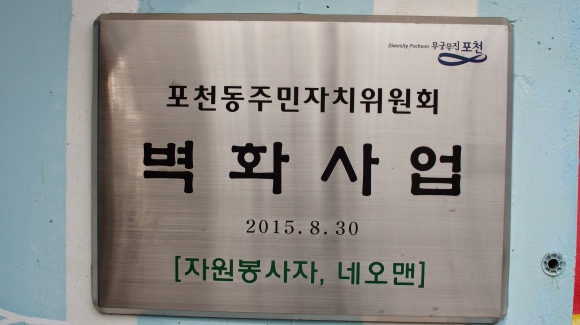 Diversity Pocheon 무궁무진 포천
포천동주민자치위원회
벽화사업
2015.8.30
[자원봉사자, 네오맨]